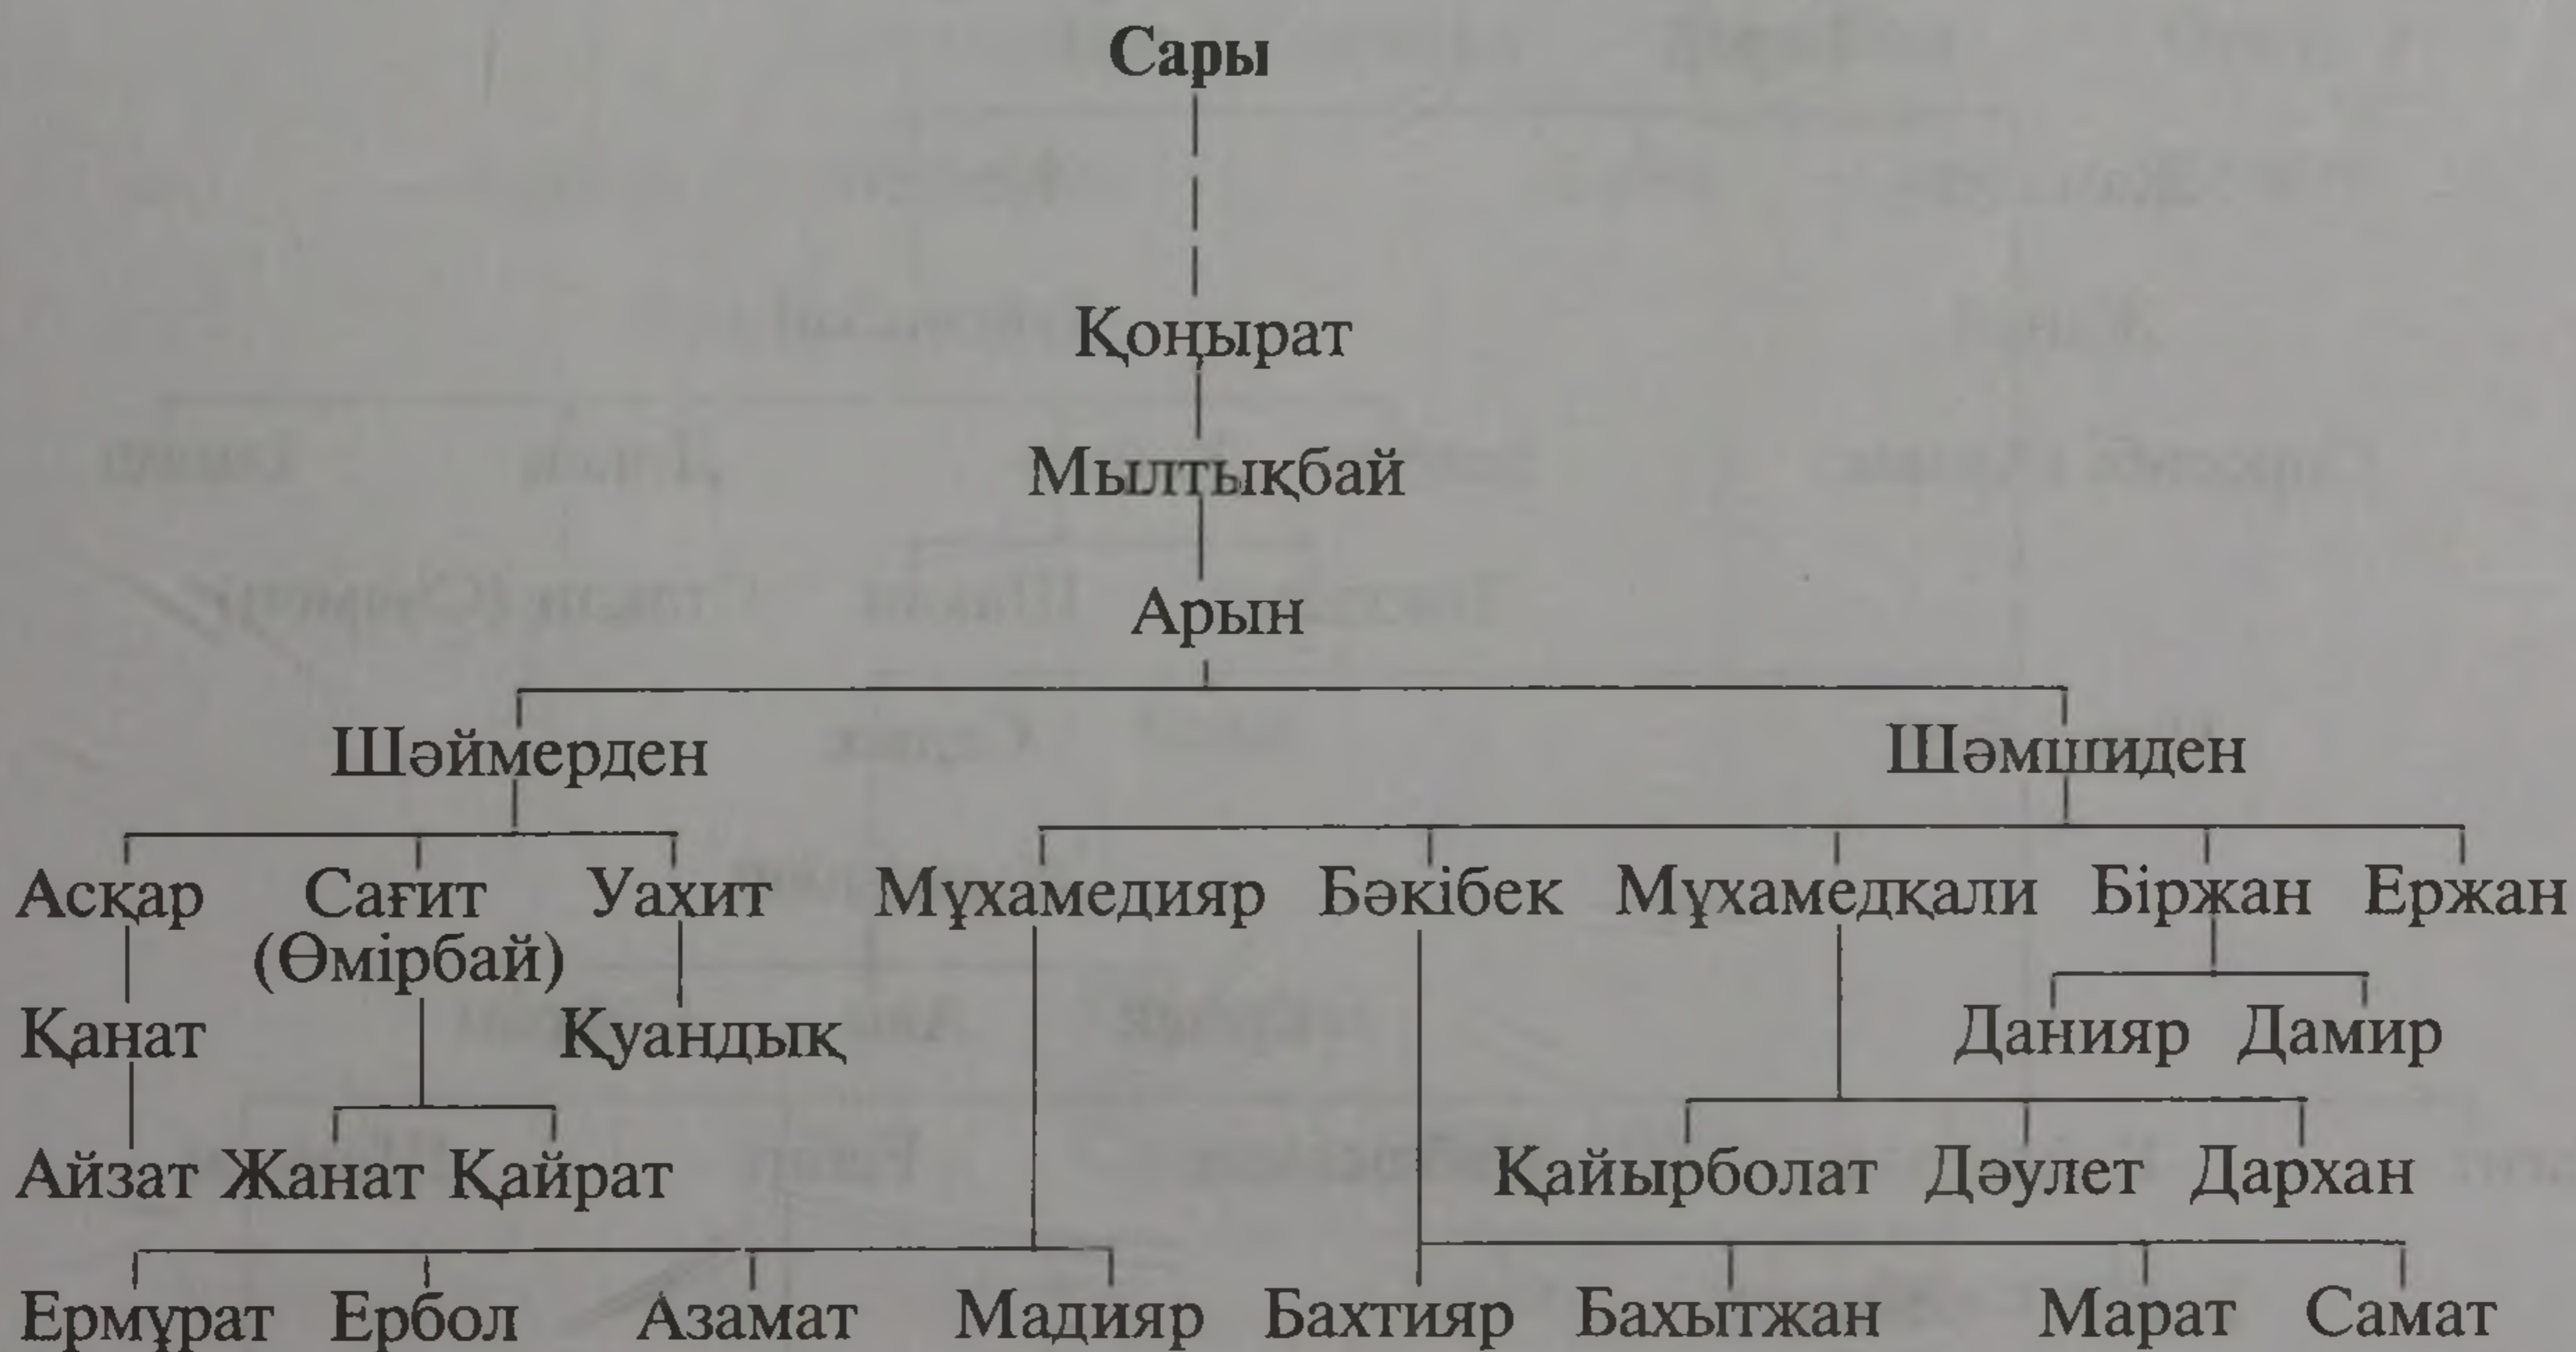 Сары
Қоңырат
Мылтықбай
Арын
Шәймерден Шәмшиден
Асқар Сағит Уахит Мұхамедияр Бәкібек Мұхамедқали Біржан Ержан
(Өмірбай)
Қанат Қуандық Данияр Дамир
Айзат Жанат Қайрат Қайырболат Дәулет Дархан
Ермұрат Ербол Азамат Мадияр Бахтияр Бахытжан Марат Самат